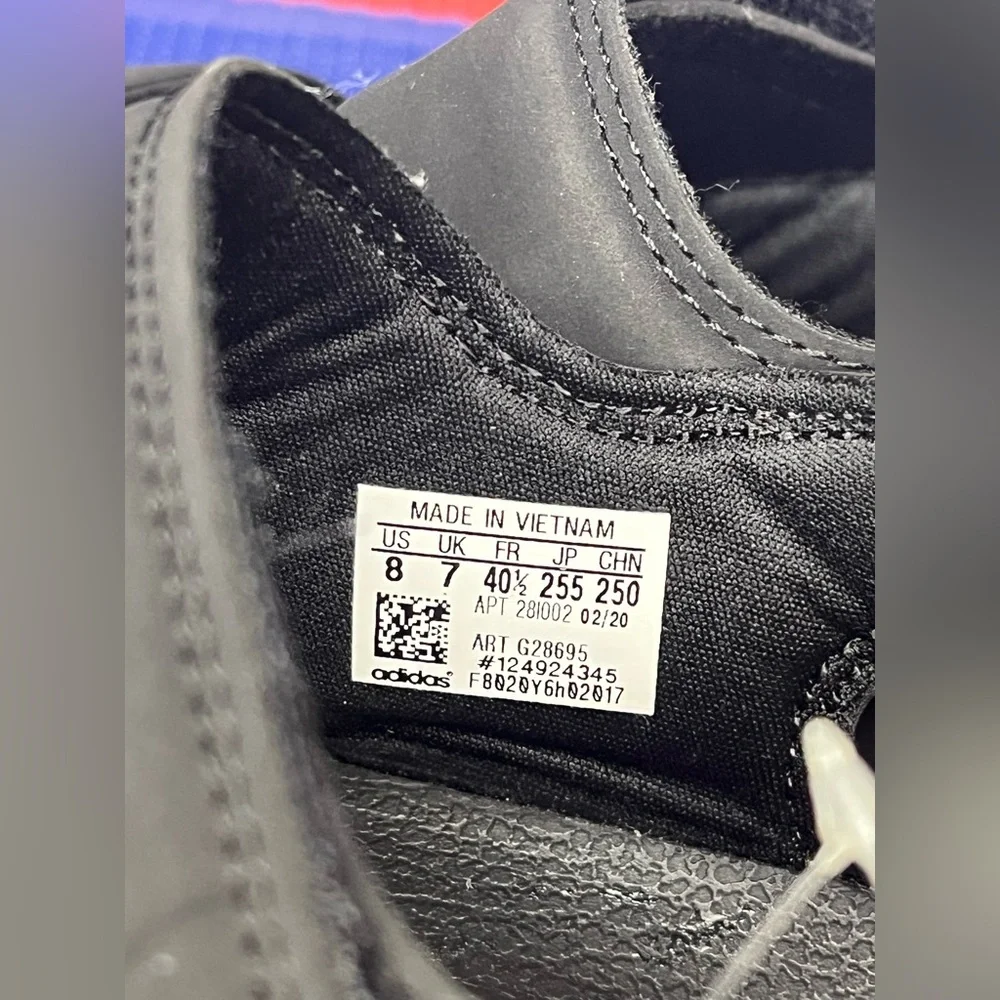 MADE IN VIETNAM
US UK FR JP CHN
8 7 40½ 255 250
APT 28I002 02/20
ART G28695
#124924345
adidas F8020Y6h02017